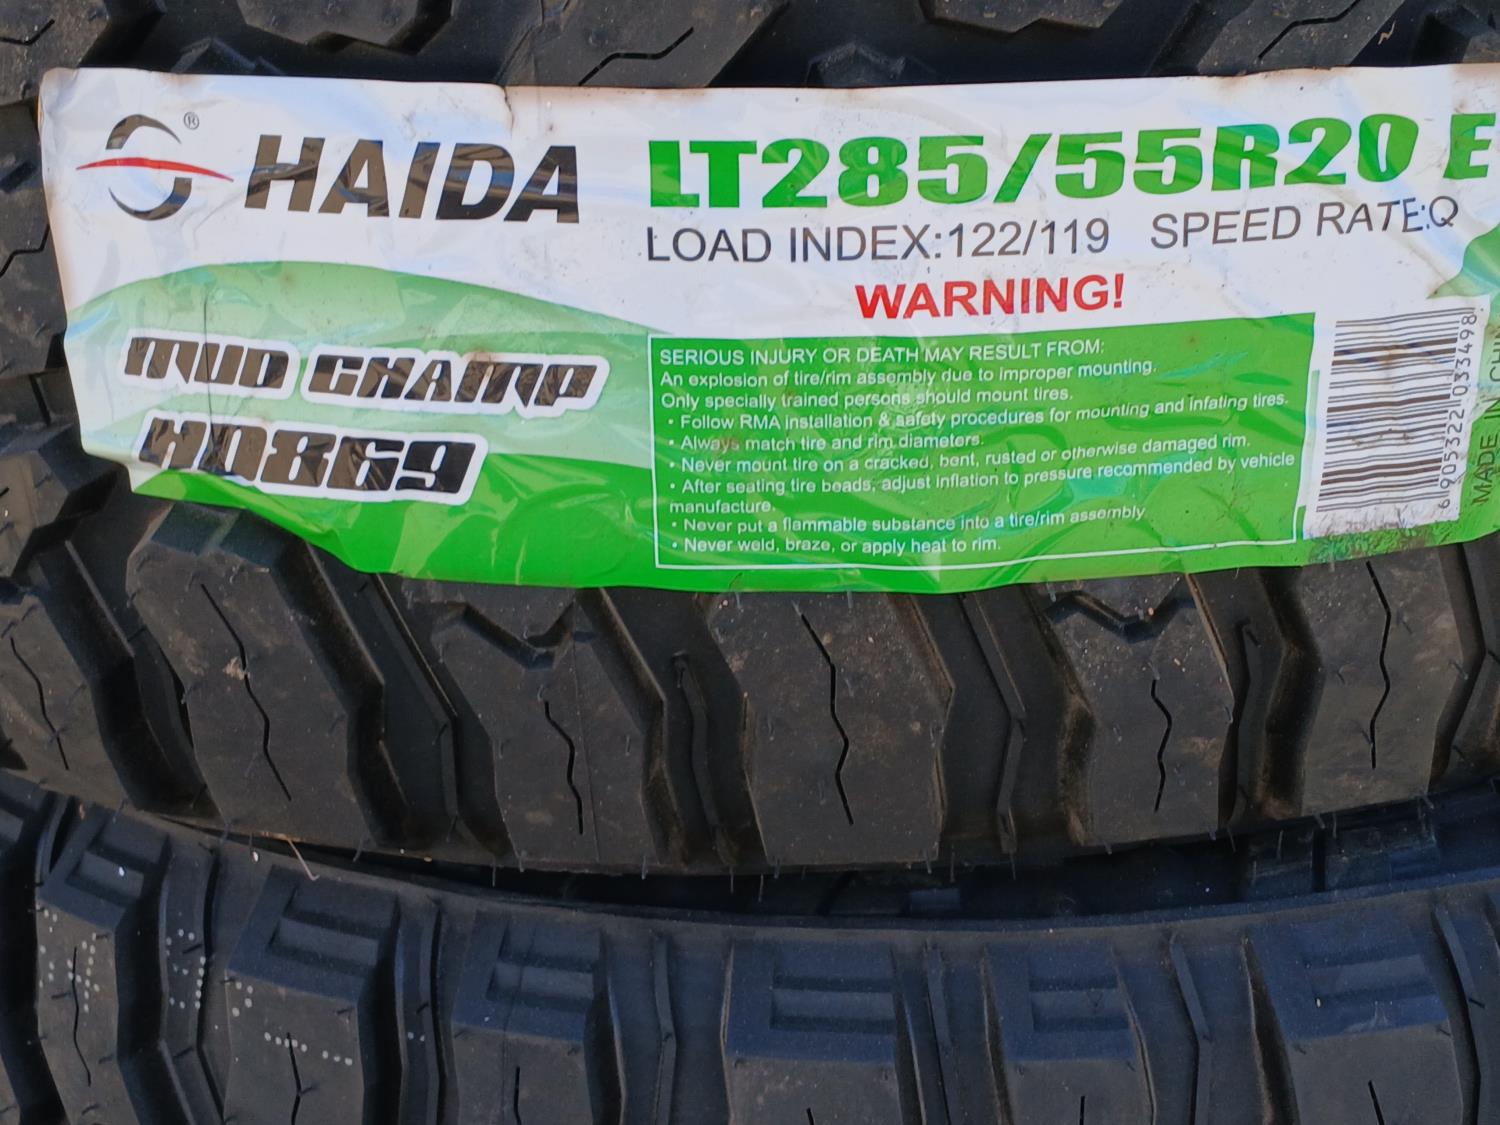 HAIDA ®
LT285/55R20 E
LOAD INDEX:122/119 SPEED RATE:Q
WARNING!
MUD CHAMP
HD869
SERIOUS INJURY OR DEATH MAY RESULT FROM:
An explosion of tire/rim assembly due to improper mounting.
Only specially trained persons should mount tires.
• Follow RMA installation & safety procedures for mounting and infating tires.
• Always match tire and rim diameters.
• Never mount tire on a cracked, bent, rusted or otherwise damaged rim.
• After seating tire beads, adjust inflation to pressure recommended by vehicle
manufacture.
• Never put a flammable substance into a tire/rim assembly
• Never weld, braze, or apply heat to rim.
6 905322 033498
MADE IN